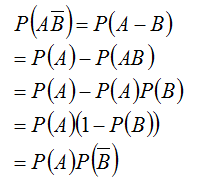 P(AB̅) = P(A − B)
= P(A) − P(AB)
= P(A) − P(A)P(B)
= P(A)(1 − P(B))
= P(A)P(B̅)